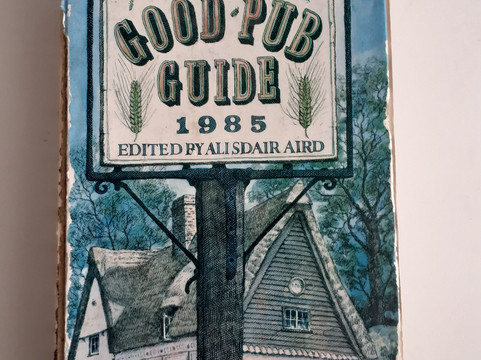 GOOD PUB
GUIDE
1985
EDITED BY ALISDAIR AIRD